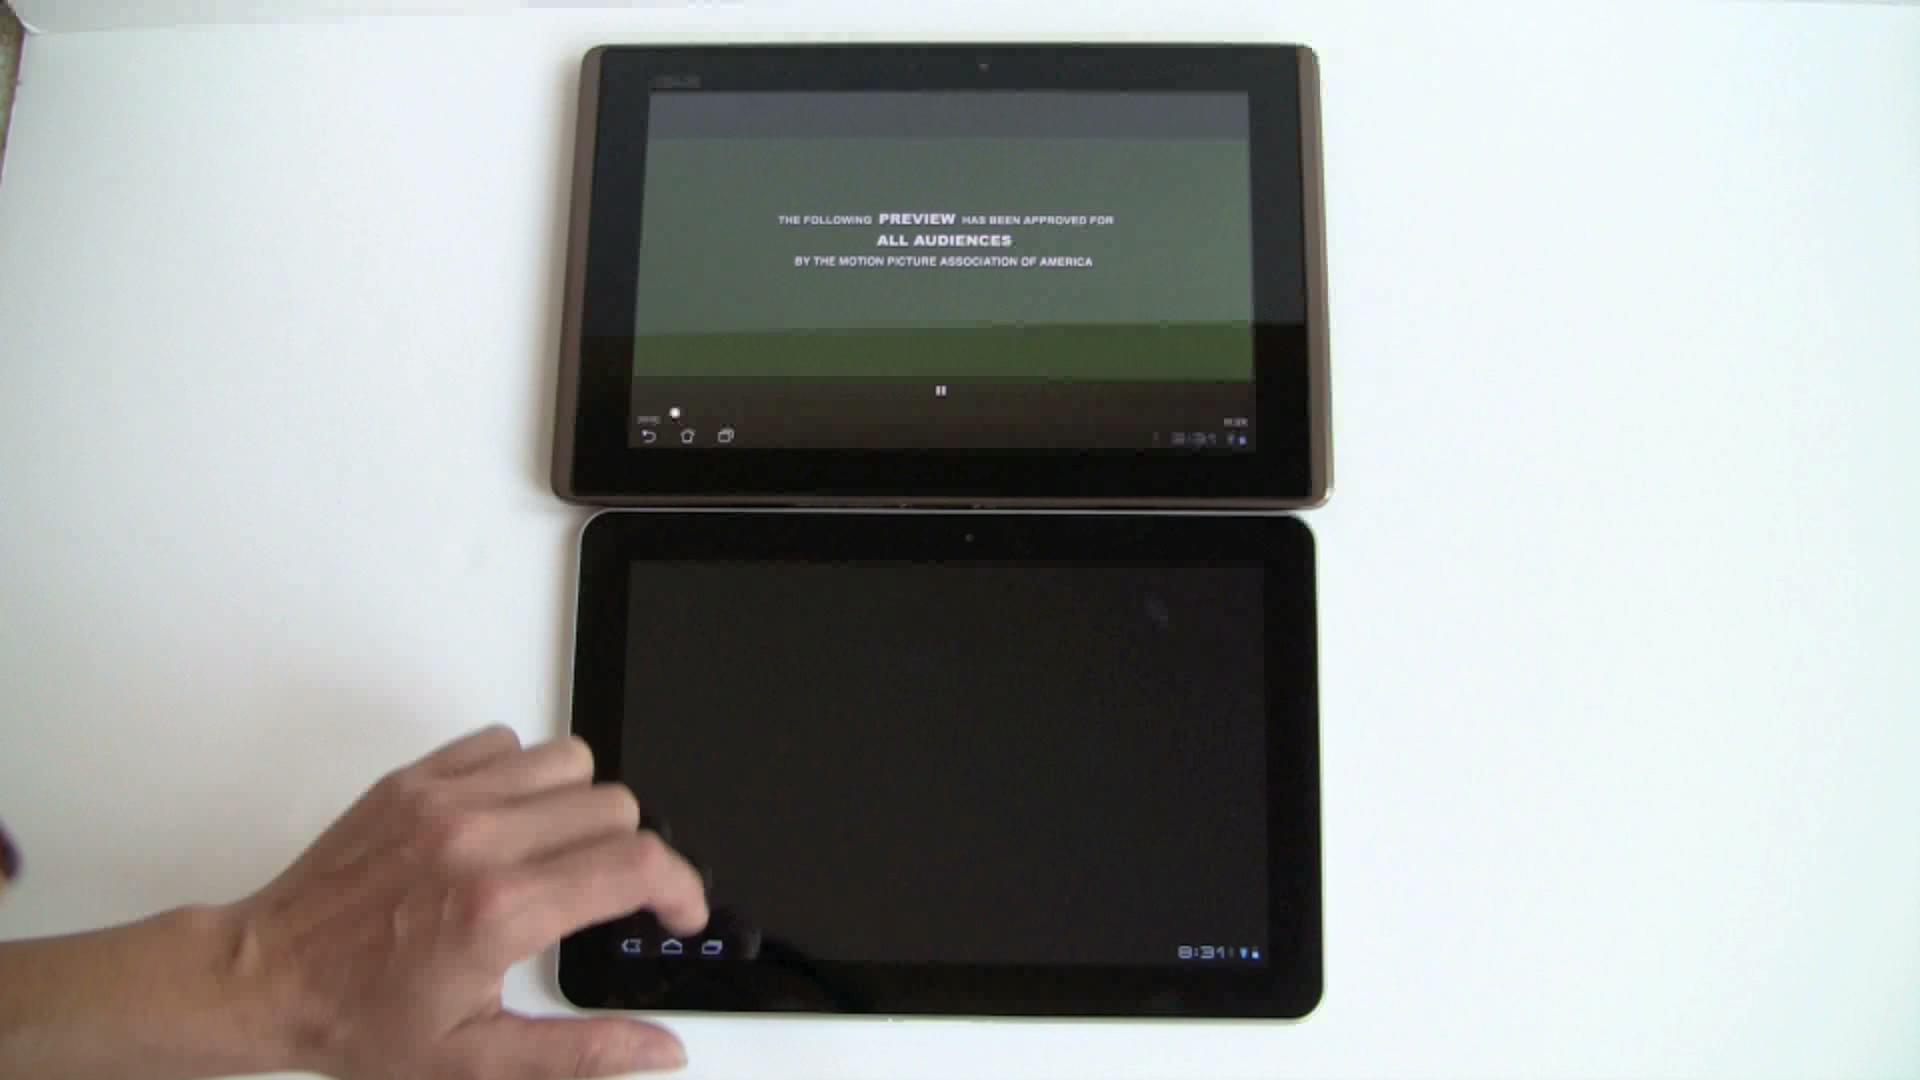 THE FOLLOWING PREVIEW HAS BEEN APPROVED FOR
ALL AUDIENCES
BY THE MOTION PICTURE ASSOCIATION OF AMERICA
8:31